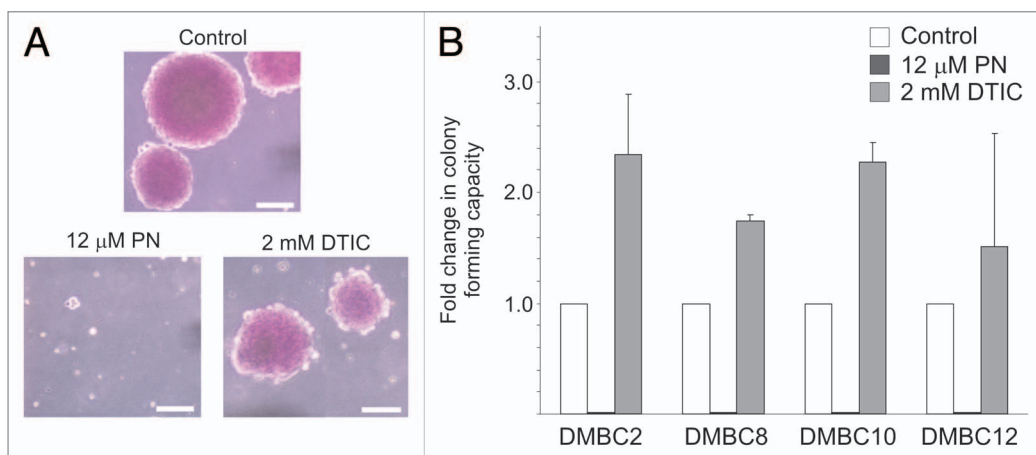 A
Control
12 μM PN
2 mM DTIC
B
Control
12 μM PN
2 mM DTIC
Fold change in colony
forming capacity
3.0
2.0
1.0
DMBC2
DMBC8
DMBC10
DMBC12